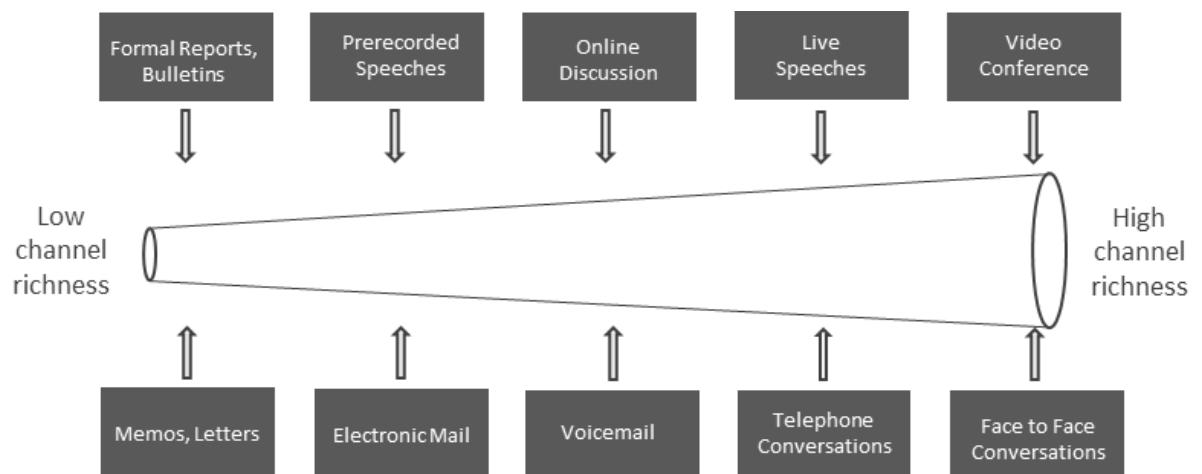 Formal Reports,
Bulletins
Prerecorded
Speeches
Online
Discussion
Live
Speeches
Video
Conference
Low
channel
richness
High
channel
richness
Memos, Letters
Electronic Mail
Voicemail
Telephone
Conversations
Face to Face
Conversations